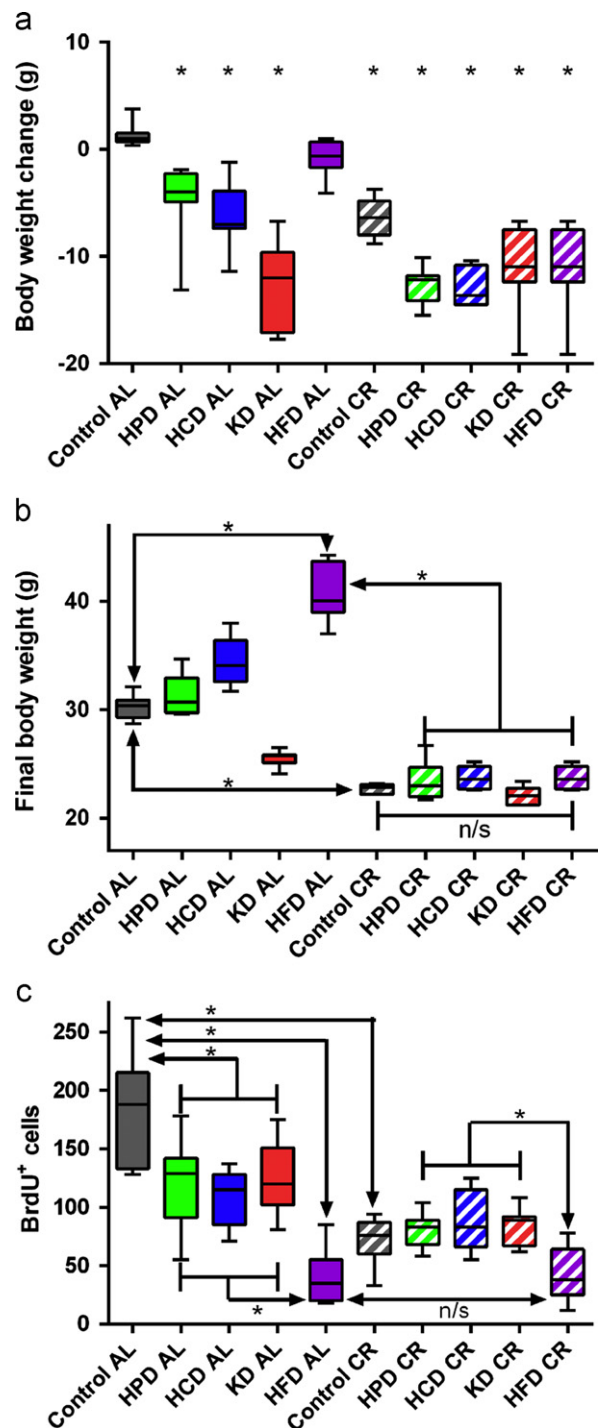 a
Body weight change (g)
10
0
-10
-20
* * * * * * * *
Control AL
HPD AL
HCD AL
KD AL
HFD AL
Control CR
HPD CR
HCD CR
KD CR
HFD CR
b
Final body weight (g)
40
30
20
*
*
*
n/s
Control AL
HPD AL
HCD AL
KD AL
HFD AL
Control CR
HPD CR
HCD CR
KD CR
HFD CR
c
BrdU+ cells
250
200
150
100
50
0
*
*
*
*
*
n/s
Control AL
HPD AL
HCD AL
KD AL
HFD AL
Control CR
HPD CR
HCD CR
KD CR
HFD CR